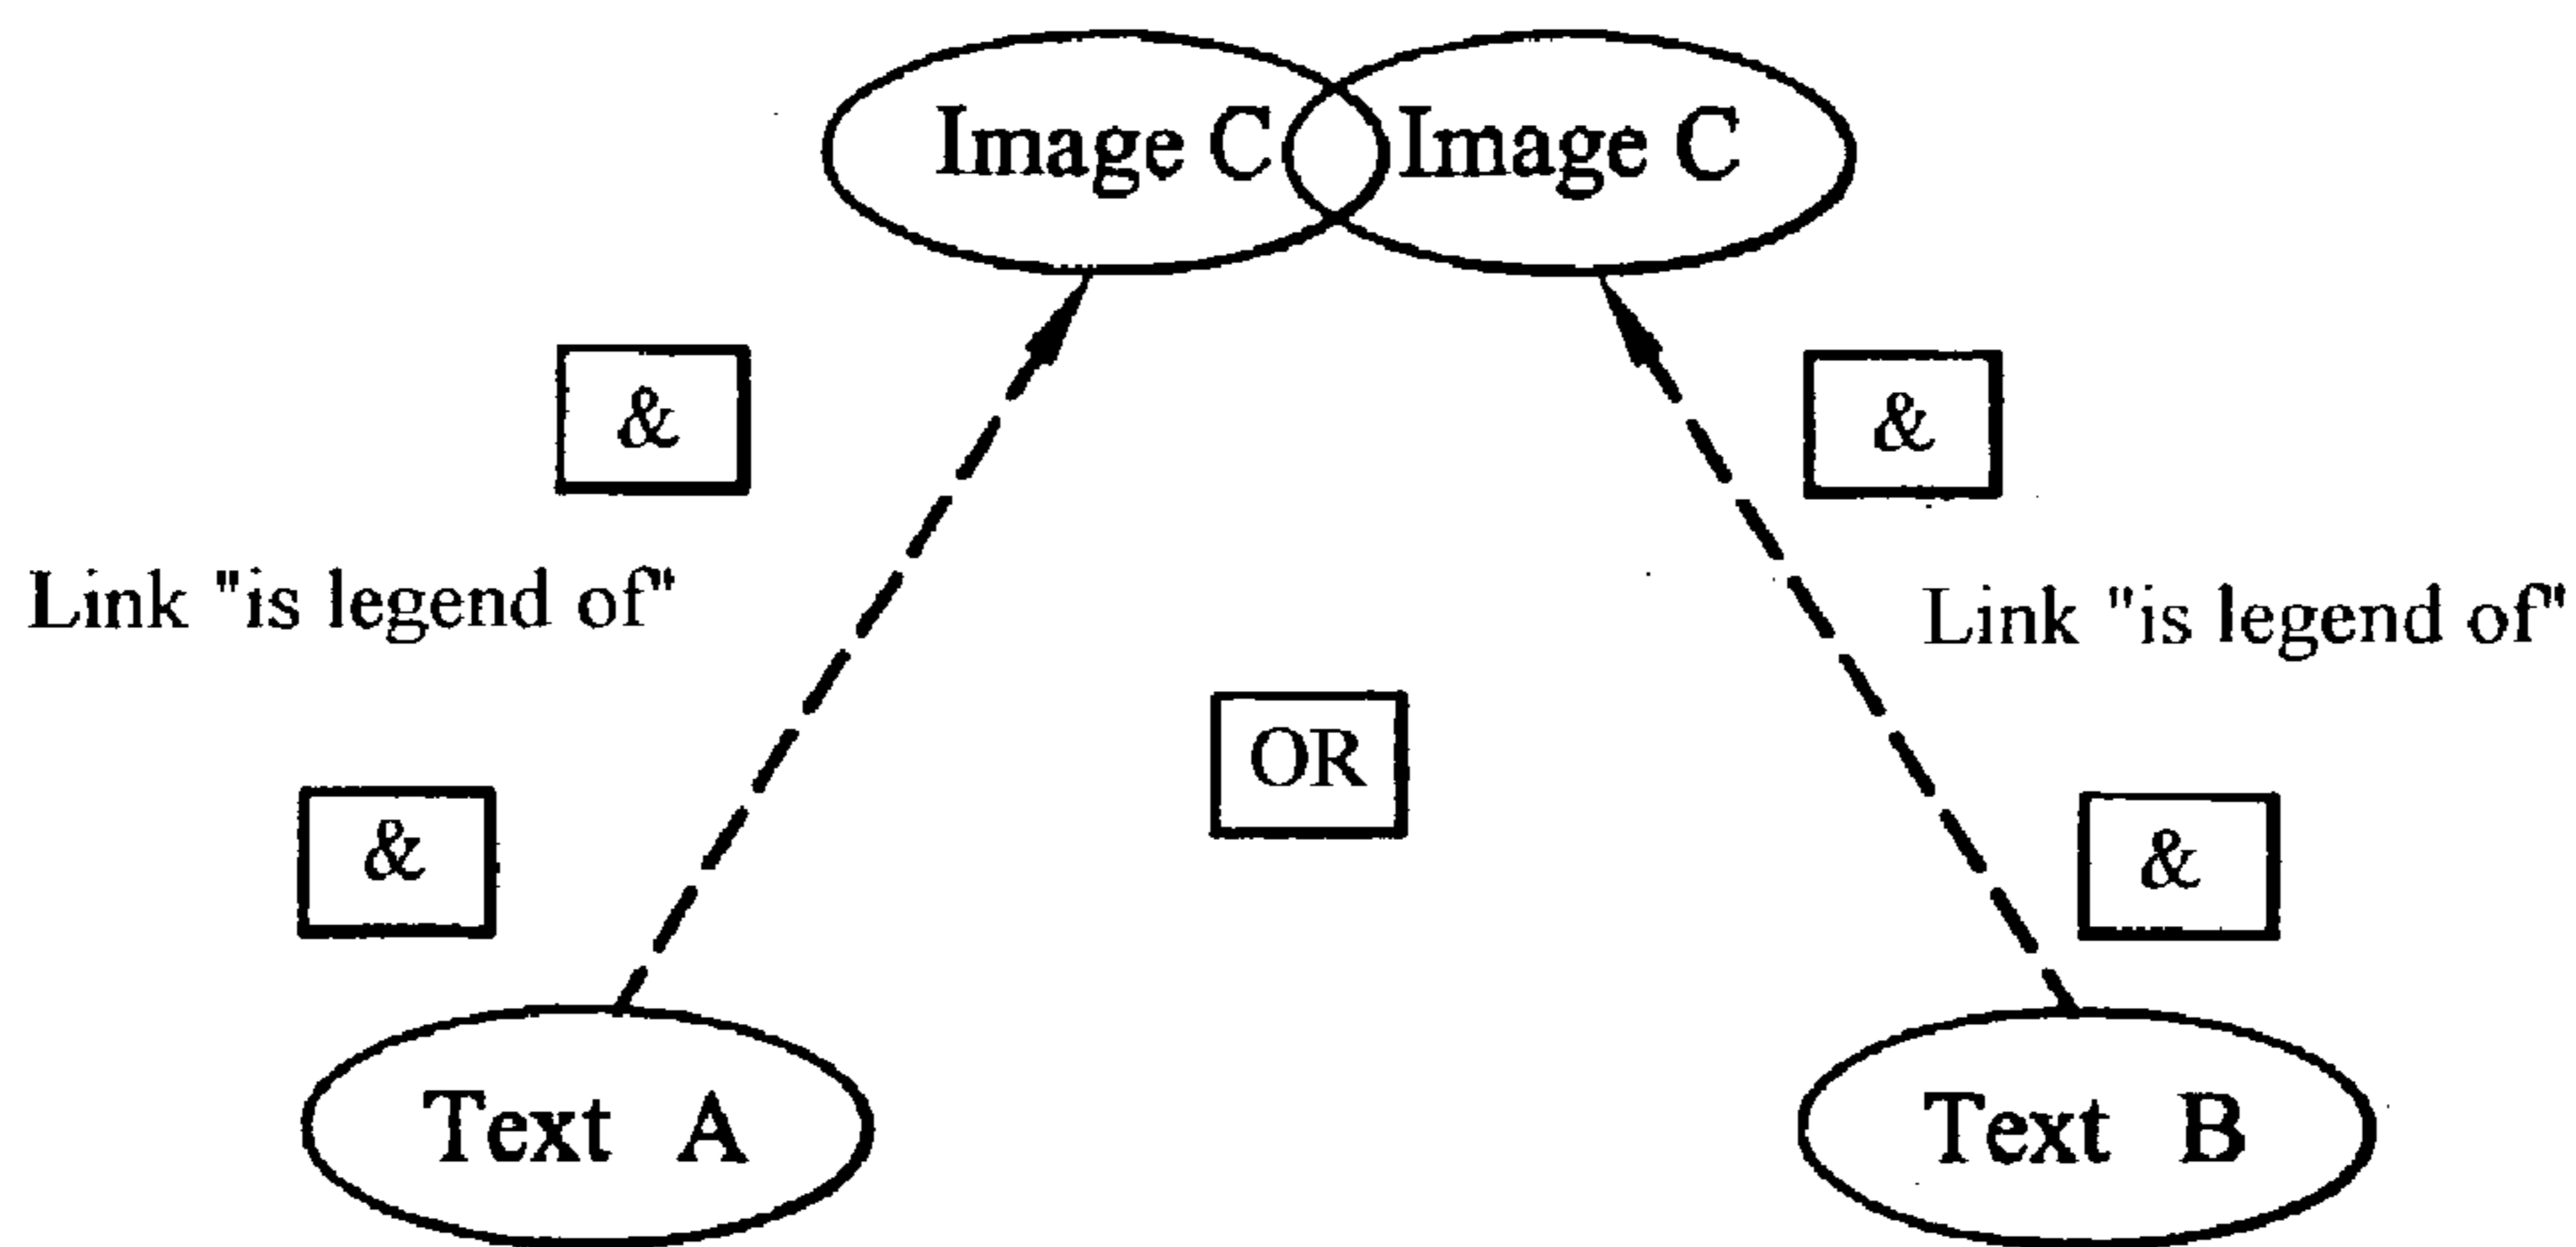 Image C Image C
& &
Link "is legend of" Link "is legend of"
OR
& &
Text A Text B